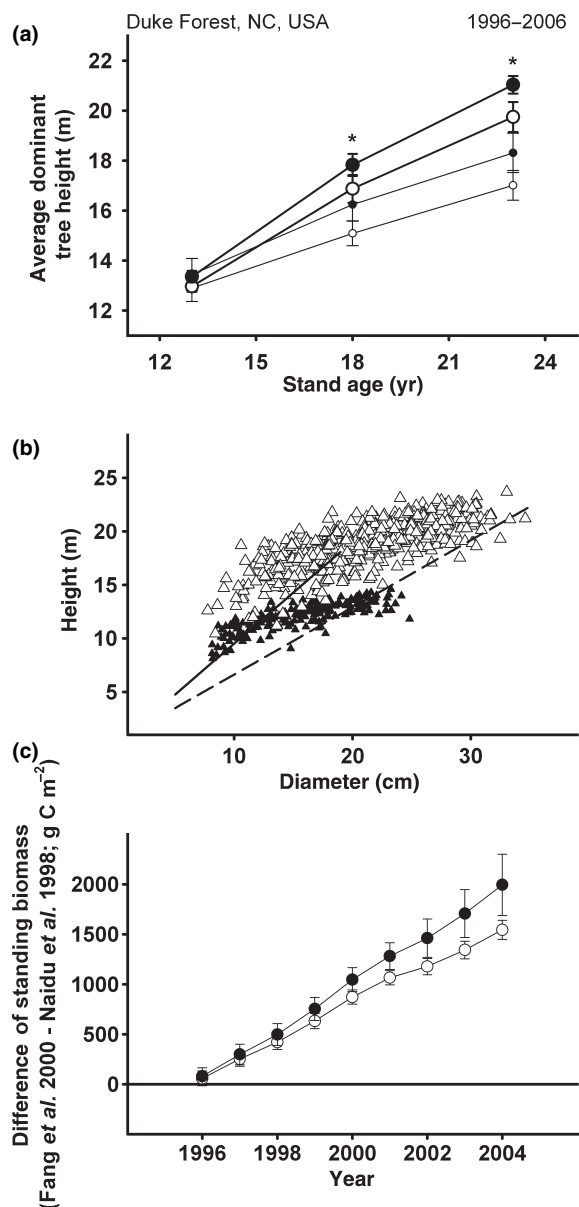 (a)
Duke Forest, NC, USA 1996–2006
Average dominant
tree height (m)
22
20
18
16
14
12
*
*
12 15 18 21 24
Stand age (yr)
(b)
Height (m)
25
20
15
10
5
10 20 30
Diameter (cm)
(c)
Difference of standing biomass
(Fang et al. 2000 - Naidu et al. 1998; g C m⁻²)
2000
1500
1000
500
0
1996 1998 2000 2002 2004
Year